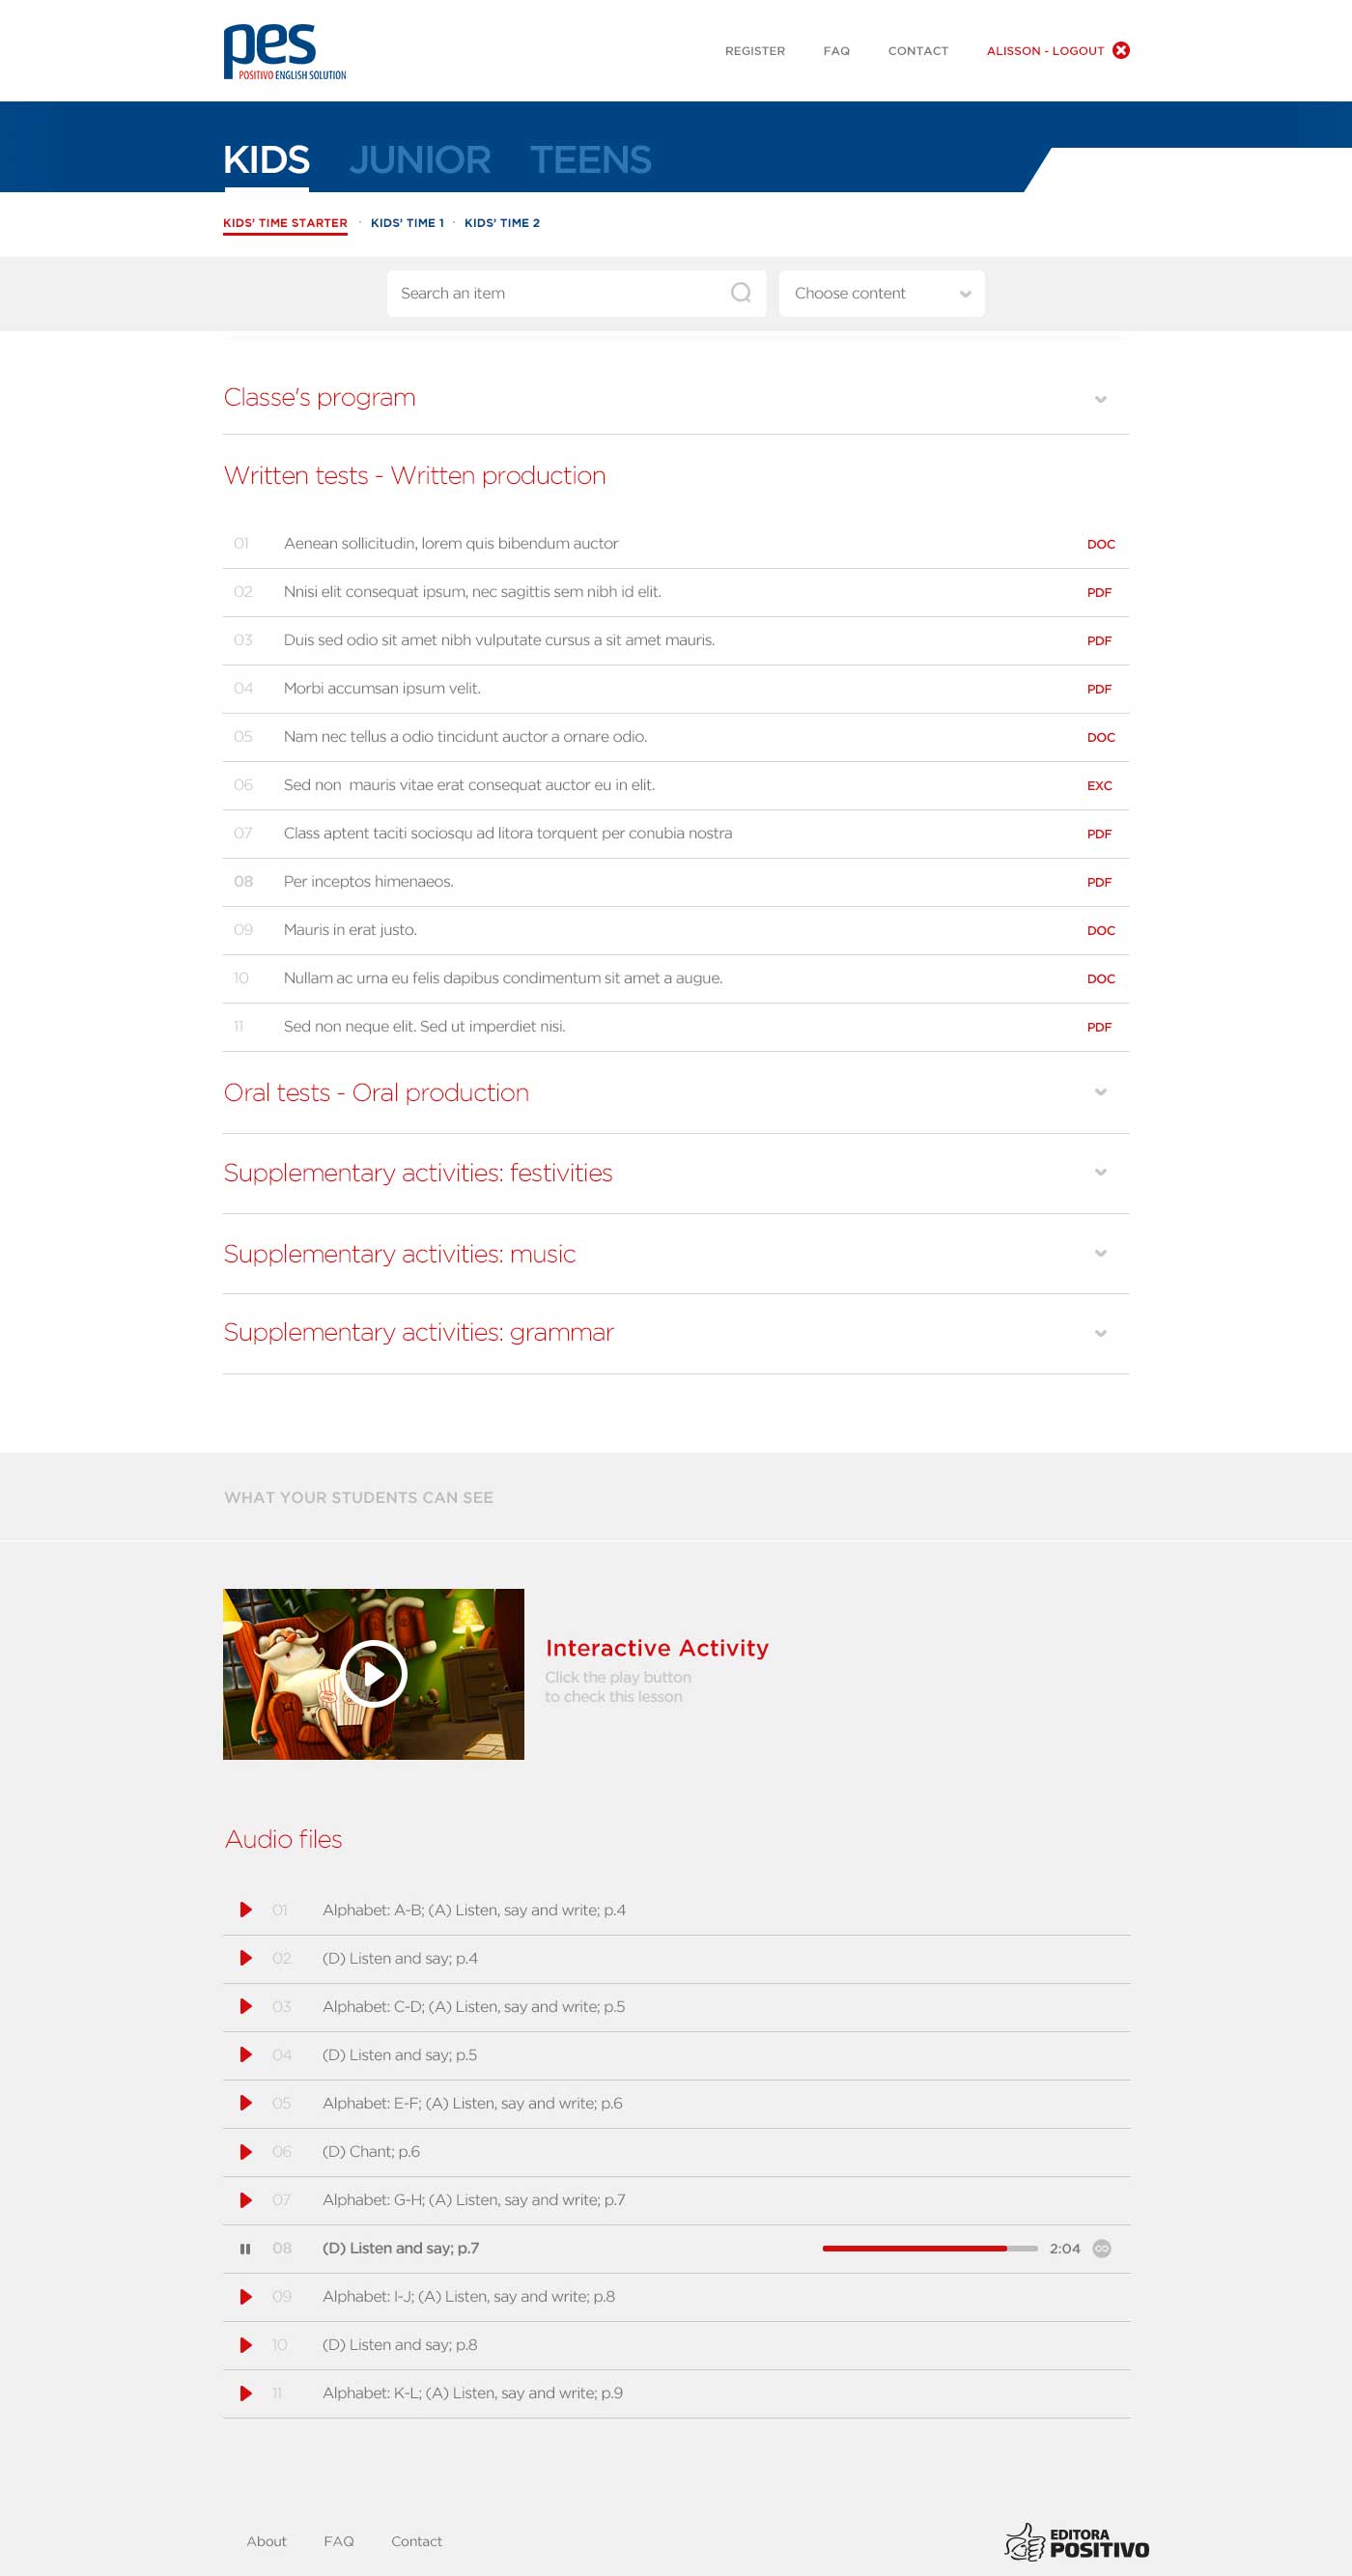 pes
POSITIVO ENGLISH SOLUTION
REGISTER FAQ CONTACT ALISSON - LOGOUT
KIDS JUNIOR TEENS
KIDS' TIME STARTER · KIDS' TIME 1 · KIDS' TIME 2
Search an item
Choose content
Classe's program
Written tests - Written production
01 Aenean sollicitudin, lorem quis bibendum auctor DOC
02 Nnisi elit consequat ipsum, nec sagittis sem nibh id elit. PDF
03 Duis sed odio sit amet nibh vulputate cursus a sit amet mauris. PDF
04 Morbi accumsan ipsum velit. PDF
05 Nam nec tellus a odio tincidunt auctor a ornare odio. DOC
06 Sed non  mauris vitae erat consequat auctor eu in elit. EXC
07 Class aptent taciti sociosqu ad litora torquent per conubia nostra PDF
08 Per inceptos himenaeos. PDF
09 Mauris in erat justo. DOC
10 Nullam ac urna eu felis dapibus condimentum sit amet a augue. DOC
11 Sed non neque elit. Sed ut imperdiet nisi. PDF
Oral tests - Oral production
Supplementary activities: festivities
Supplementary activities: music
Supplementary activities: grammar
WHAT YOUR STUDENTS CAN SEE
Interactive Activity
Click the play button
to check this lesson
Audio files
01 Alphabet: A-B; (A) Listen, say and write; p.4
02 (D) Listen and say; p.4
03 Alphabet: C-D; (A) Listen, say and write; p.5
04 (D) Listen and say; p.5
05 Alphabet: E-F; (A) Listen, say and write; p.6
06 (D) Chant; p.6
07 Alphabet: G-H; (A) Listen, say and write; p.7
08 (D) Listen and say; p.7 2:04
09 Alphabet: I-J; (A) Listen, say and write; p.8
10 (D) Listen and say; p.8
11 Alphabet: K-L; (A) Listen, say and write; p.9
About FAQ Contact
EDITORA
POSITIVO